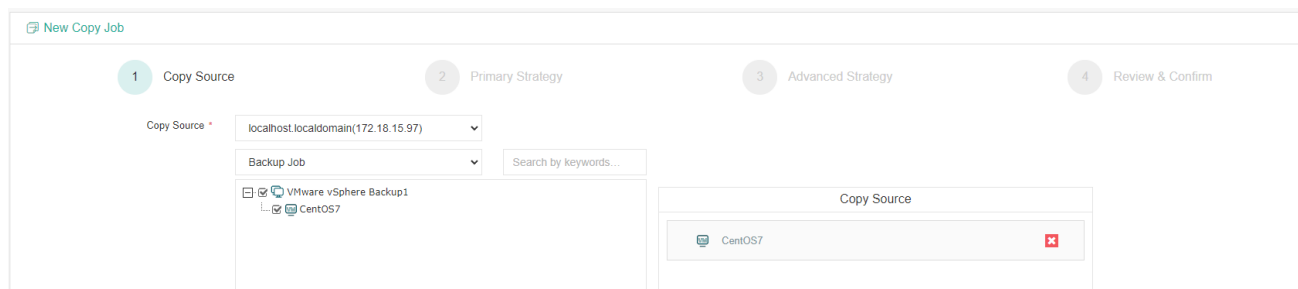 New Copy Job
1 Copy Source 2 Primary Strategy 3 Advanced Strategy 4 Review & Confirm
Copy Source * localhost.localdomain(172.18.15.97)
Backup Job Search by keywords...
VMware vSphere Backup1
CentOS7
Copy Source
VM CentOS7